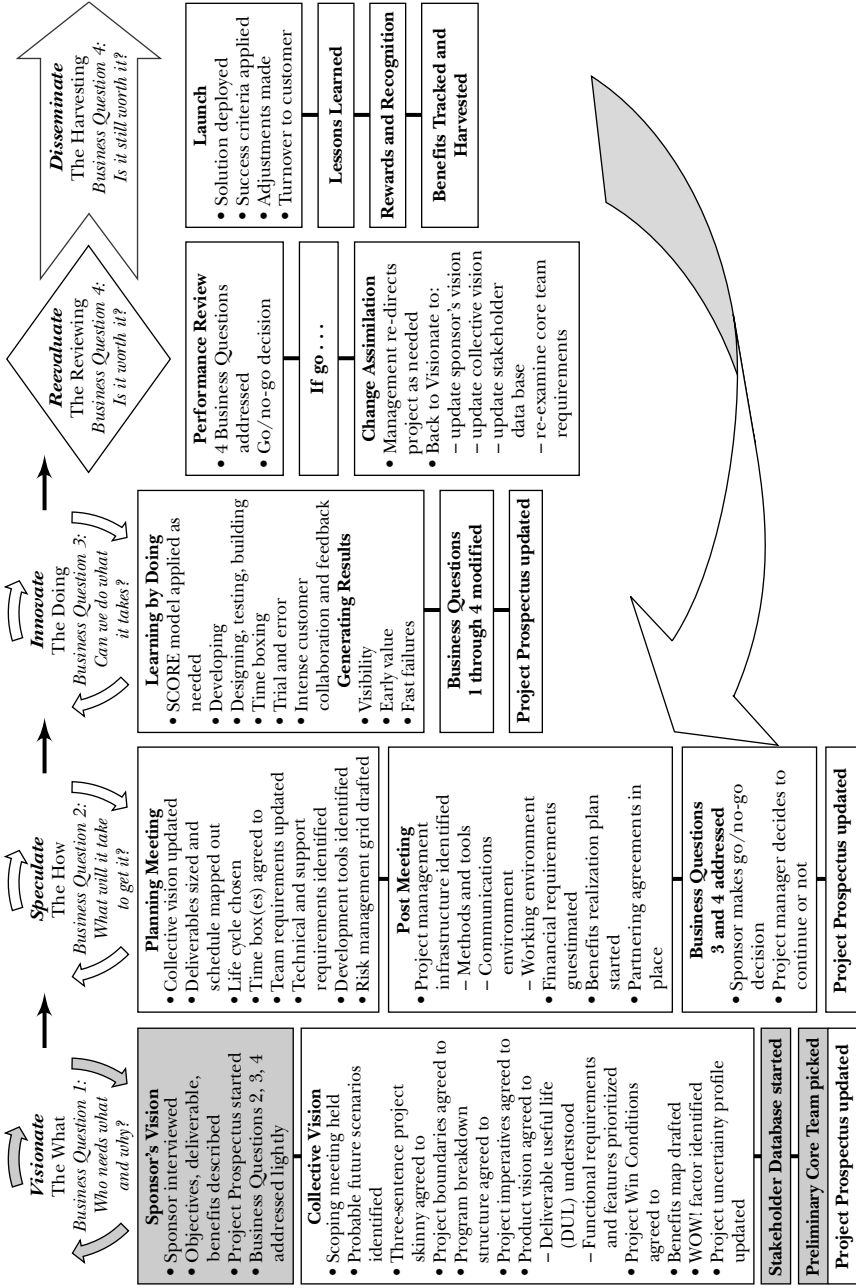 Visionate
The What
Business Question 1:
Who needs what
and why?
Sponsor's Vision
• Sponsor interviewed
• Objectives, deliverable,
benefits described
• Project Prospectus started
• Business Questions 2, 3, 4
addressed lightly
Collective Vision
• Scoping meeting held
• Probable future scenarios
identified
• Three-sentence project
skinny agreed to
• Project boundaries agreed to
• Program breakdown
structure agreed to
• Project imperatives agreed to
• Product vision agreed to
– Deliverable useful life
(DUL) understood
– Functional requirements
and features prioritized
• Project Win Conditions
agreed to
• Benefits map drafted
• WOW! factor identified
• Project uncertainty profile
updated
Stakeholder Database started
Preliminary Core Team picked
Project Prospectus updated
Speculate
The How
Business Question 2:
What will it take
to get it?
Planning Meeting
• Collective vision updated
• Deliverables sized and
schedule mapped out
• Life cycle chosen
• Time box(es) agreed to
• Team requirements updated
• Technical and support
requirements identified
• Development tools identified
• Risk management grid drafted
Post Meeting
• Project management
infrastructure identified
– Methods and tools
– Communications
environment
– Working environment
• Financial requirements
guestimated
• Benefits realization plan
started
• Partnering agreements in
place
Business Questions
3 and 4 addressed
• Sponsor makes go/no-go
decision
• Project manager decides to
continue or not
Project Prospectus updated
Innovate
The Doing
Business Question 3:
Can we do what
it takes?
Learning by Doing
• SCORE model applied as
needed
• Developing
• Designing, testing, building
• Time boxing
• Trial and error
• Intense customer
collaboration and feedback
Generating Results
• Visibility
• Early value
• Fast failures
Business Questions
1 through 4 modified
Project Prospectus updated
Reevaluate
The Reviewing
Business Question 4:
Is it worth it?
Performance Review
• 4 Business Questions
addressed
• Go/no-go decision
If go . . .
Change Assimilation
• Management re-directs
project as needed
• Back to Visionate to:
– update sponsor's vision
– update collective vision
– update stakeholder
data base
– re-examine core team
requirements
Disseminate
The Harvesting
Business Question 4:
Is it still worth it?
Launch
• Solution deployed
• Success criteria applied
• Adjustments made
• Turnover to customer
Lessons Learned
Rewards and Recognition
Benefits Tracked and
Harvested